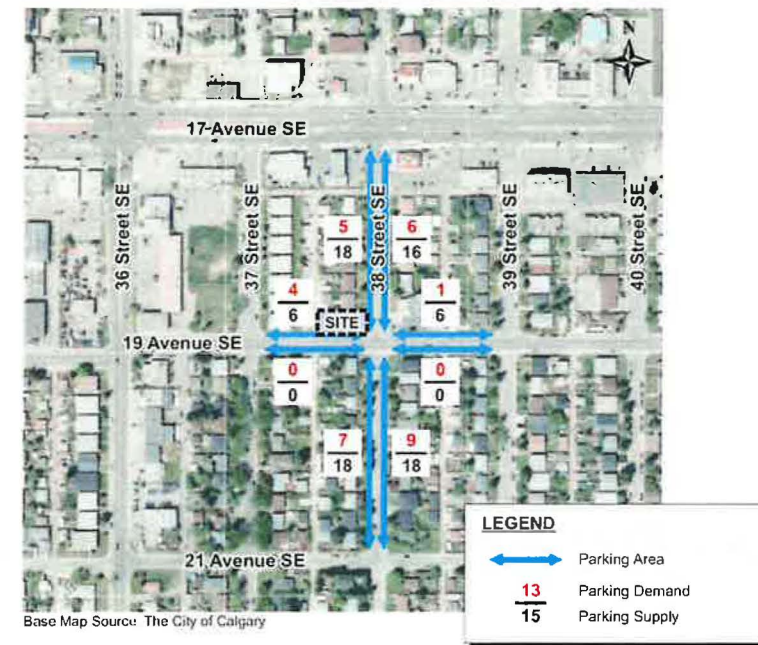 N
17-Avenue SE
36 Street SE
37 Street SE
38 Street SE
39 Street SE
40 Street SE
5
18
6
16
4
6
SITE
1
6
19 Avenue SE
0
0
0
0
7
18
9
18
21 Avenue SE
LEGEND
Parking Area
13 Parking Demand
15 Parking Supply
Base Map Source The City of Calgary